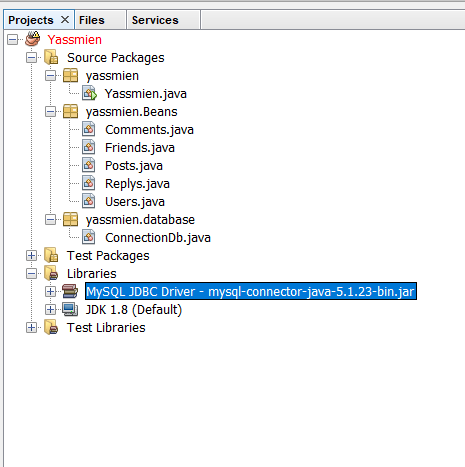 Projects × Files Services
Yassmien
Source Packages
yassmien
Yassmien.java
yassmien.Beans
Comments.java
Friends.java
Posts.java
Replys.java
Users.java
yassmien.database
ConnectionDb.java
Test Packages
Libraries
MySQL JDBC Driver - mysql-connector-java-5.1.23-bin.jar
JDK 1.8 (Default)
Test Libraries